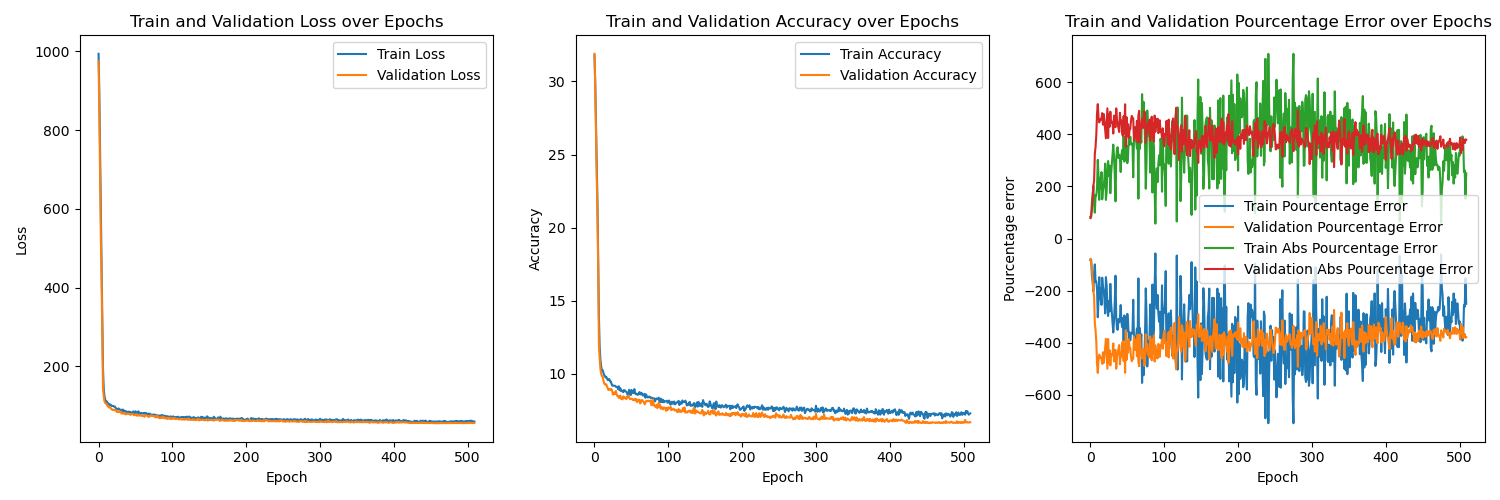 Train and Validation Loss over Epochs
Loss
1000
800
600
400
200
0
100
200
300
400
500
Epoch
Train Loss
Validation Loss
Train and Validation Accuracy over Epochs
Accuracy
30
25
20
15
10
0
100
200
300
400
500
Epoch
Train Accuracy
Validation Accuracy
Train and Validation Pourcentage Error over Epochs
Pourcentage error
600
400
200
0
−200
−400
−600
0
100
200
300
400
500
Epoch
Train Pourcentage Error
Validation Pourcentage Error
Train Abs Pourcentage Error
Validation Abs Pourcentage Error